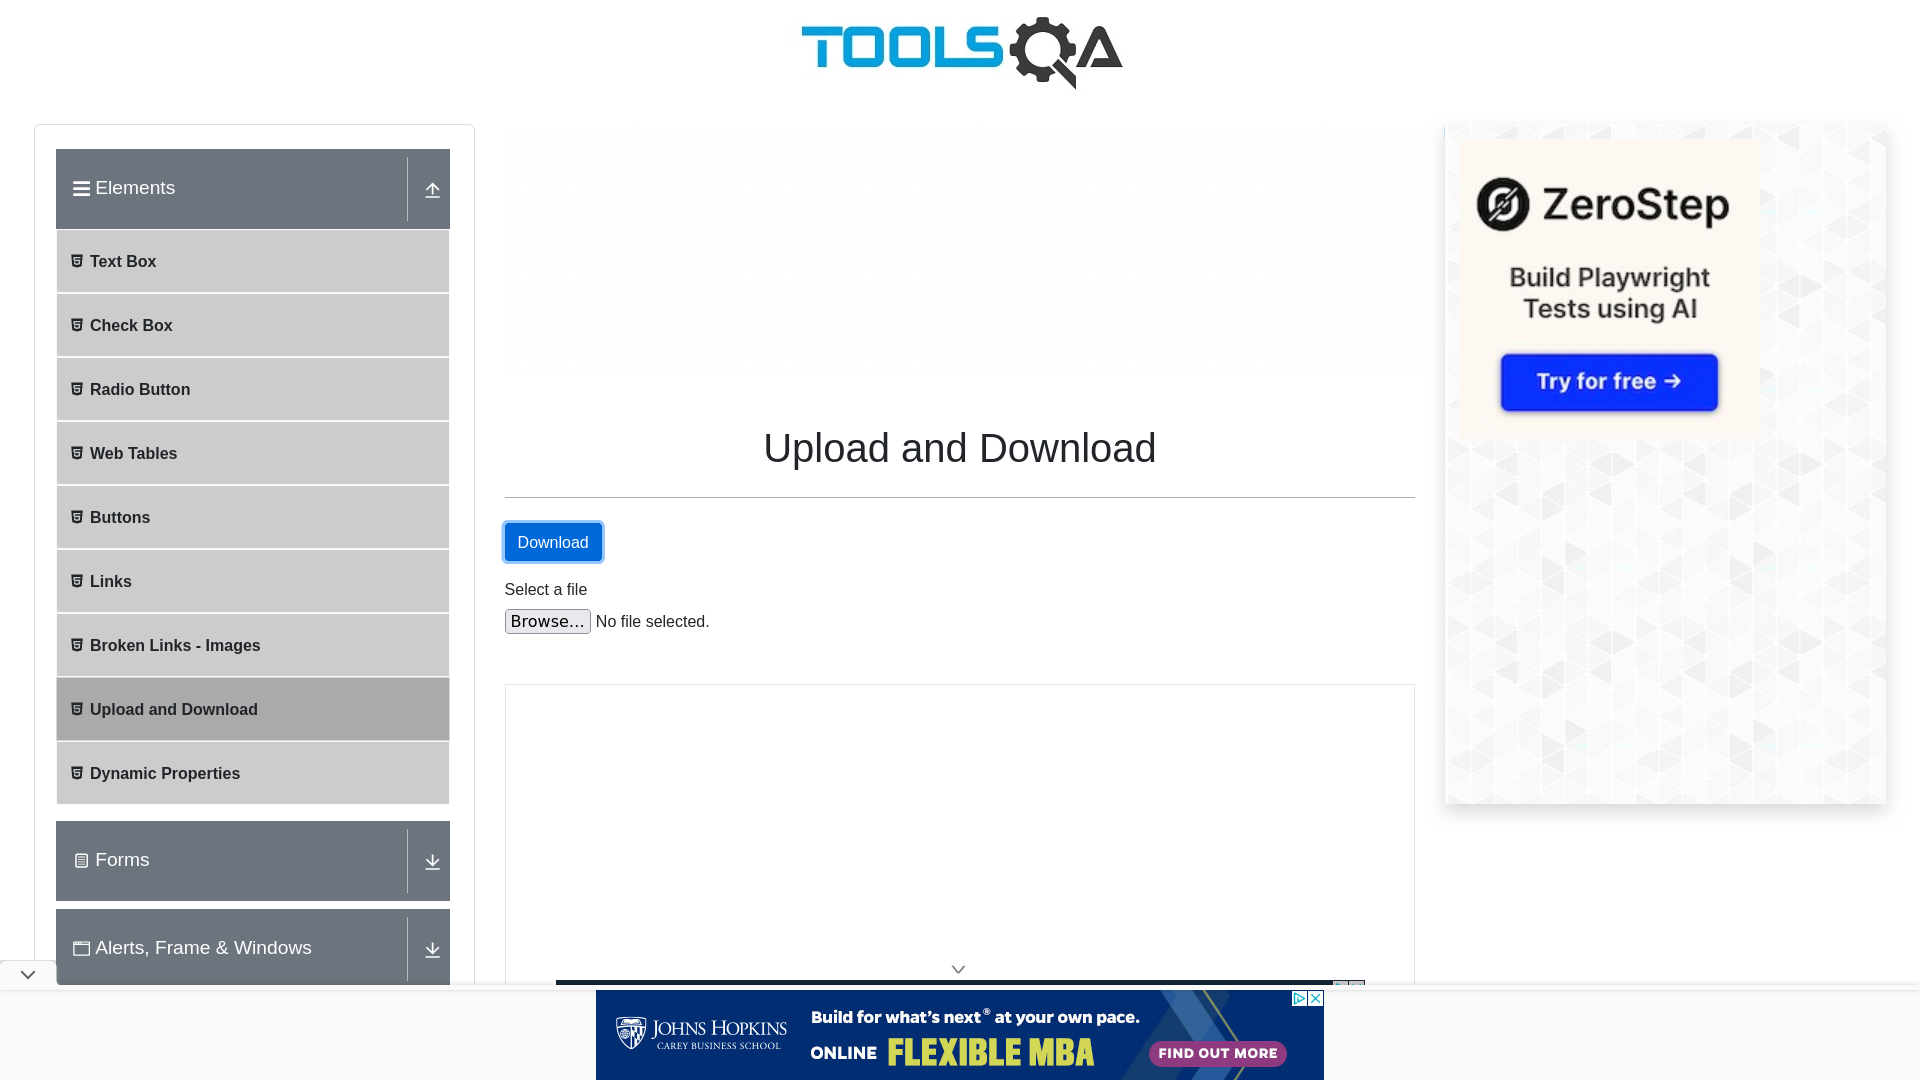 TOOLSQA
Elements
Text Box
Check Box
Radio Button
Web Tables
Buttons
Links
Broken Links - Images
Upload and Download
Dynamic Properties
Forms
Alerts, Frame & Windows
Upload and Download
Download
Select a file
Browse... No file selected.
ZeroStep
Build Playwright
Tests using AI
Try for free →
JOHNS HOPKINS
CAREY BUSINESS SCHOOL
Build for what's next® at your own pace.
ONLINE FLEXIBLE MBA
FIND OUT MORE